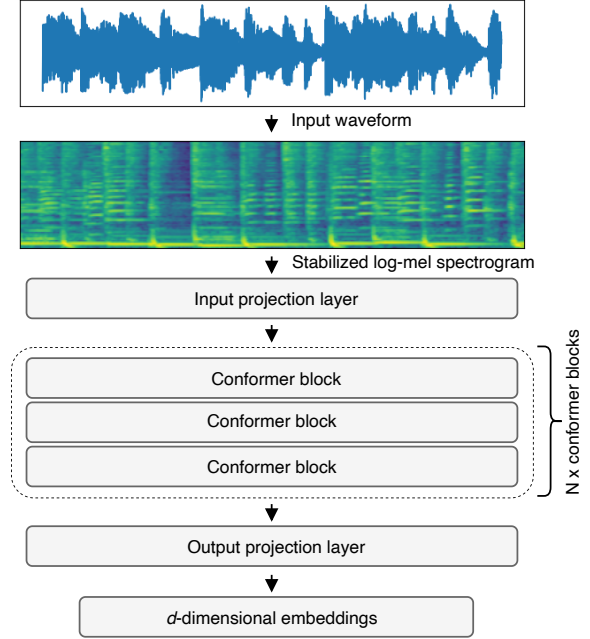 Input waveform
Stabilized log-mel spectrogram
Input projection layer
Conformer block
Conformer block
Conformer block
N x conformer blocks
Output projection layer
d-dimensional embeddings